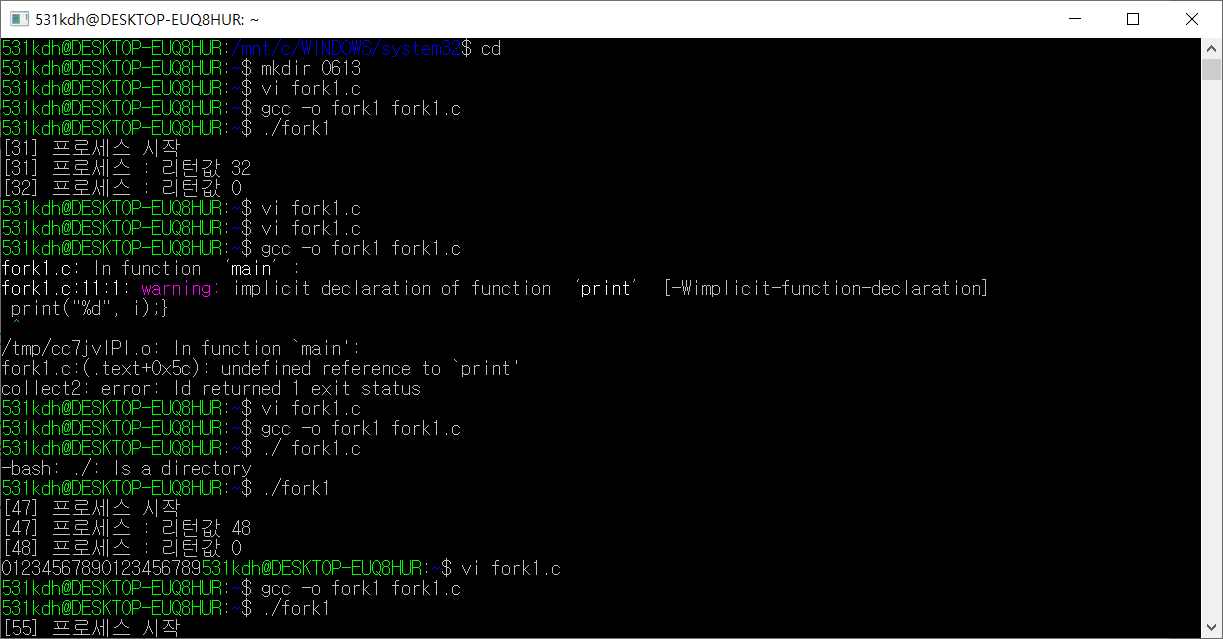 531kdh@DESKTOP-EUQ8HUR: ~
531kdh@DESKTOP-EUQ8HUR:/mnt/c/WINDOWS/system32$ cd
531kdh@DESKTOP-EUQ8HUR:~$ mkdir 0613
531kdh@DESKTOP-EUQ8HUR:~$ vi fork1.c
531kdh@DESKTOP-EUQ8HUR:~$ gcc -o fork1 fork1.c
531kdh@DESKTOP-EUQ8HUR:~$ ./fork1
[31] 프로세스 시작
[31] 프로세스 : 리턴값 32
[32] 프로세스 : 리턴값 0
531kdh@DESKTOP-EUQ8HUR:~$ vi fork1.c
531kdh@DESKTOP-EUQ8HUR:~$ vi fork1.c
531kdh@DESKTOP-EUQ8HUR:~$ gcc -o fork1 fork1.c
fork1.c: In function ‘main’:
fork1.c:11:1: warning: implicit declaration of function ‘print’ [-Wimplicit-function-declaration]
print("%d", i);}
^
/tmp/cc7jvIPl.o: In function `main':
fork1.c:(.text+0x5c): undefined reference to `print'
collect2: error: ld returned 1 exit status
531kdh@DESKTOP-EUQ8HUR:~$ vi fork1.c
531kdh@DESKTOP-EUQ8HUR:~$ gcc -o fork1 fork1.c
531kdh@DESKTOP-EUQ8HUR:~$ ./ fork1.c
-bash: ./: Is a directory
531kdh@DESKTOP-EUQ8HUR:~$ ./fork1
[47] 프로세스 시작
[47] 프로세스 : 리턴값 48
[48] 프로세스 : 리턴값 0
01234567890123456789531kdh@DESKTOP-EUQ8HUR:~$ vi fork1.c
531kdh@DESKTOP-EUQ8HUR:~$ gcc -o fork1 fork1.c
531kdh@DESKTOP-EUQ8HUR:~$ ./fork1
[55] 프로세스 시작